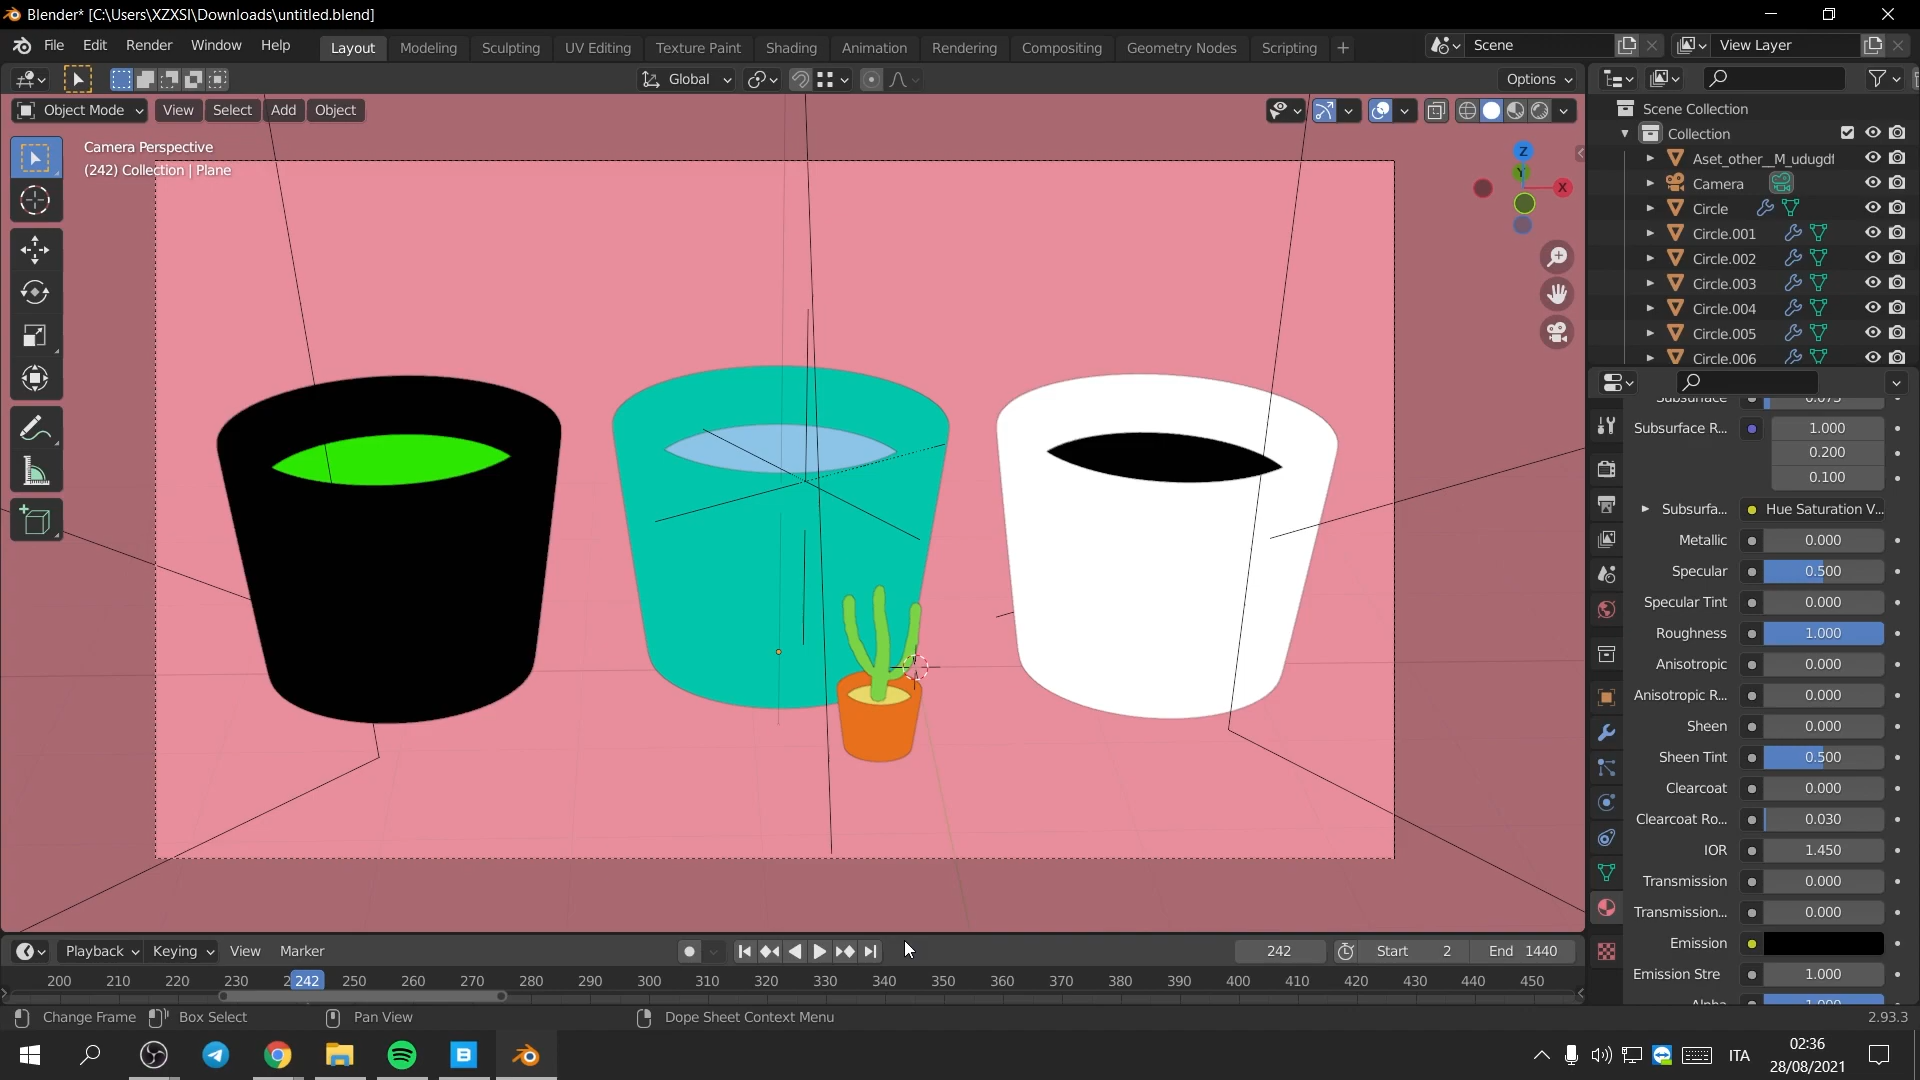 Blender* [C:\Users\XZXSI\Downloads\untitled.blend]
File Edit Render Window Help Layout Modeling Sculpting UV Editing Texture Paint Shading Animation Rendering Compositing Geometry Nodes Scripting + Scene View Layer
Global Options
Object Mode View Select Add Object
Camera Perspective
(242) Collection | Plane
Z
Y
X
Scene Collection
Collection
Aset_other__M_udugdf
Camera
Circle
Circle.001
Circle.002
Circle.003
Circle.004
Circle.005
Circle.006
Subsurface 0.075
Subsurface R... 1.000
0.200
0.100
Subsurfa... Hue Saturation V...
Metallic 0.000
Specular 0.500
Specular Tint 0.000
Roughness 1.000
Anisotropic 0.000
Anisotropic R... 0.000
Sheen 0.000
Sheen Tint 0.500
Clearcoat 0.000
Clearcoat Ro... 0.030
IOR 1.450
Transmission 0.000
Transmission... 0.000
Emission
Emission Stre 1.000
Alpha 1.000
Playback Keying View Marker 242 Start 2 End 1440
200 210 220 230 2 242 250 260 270 280 290 300 310 320 330 340 350 360 370 380 390 400 410 420 430 440 450
Change Frame Box Select Pan View Dope Sheet Context Menu 2.93.3
B ITA 02:36
28/08/2021